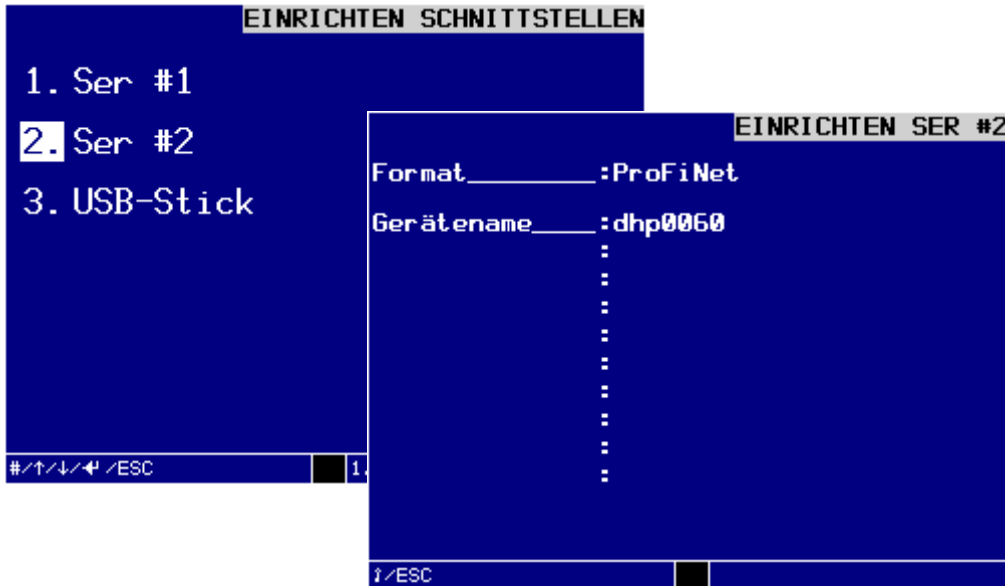 EINRICHTEN SCHNITTSTELLEN
1. Ser #1
2. Ser #2
3. USB-Stick
#/↑/↓/↵ /ESC
1.
EINRICHTEN SER #2
Format________:ProFiNet
Gerätename____:dhp0060
:
:
:
:
:
:
:
:
:
⇧/ESC